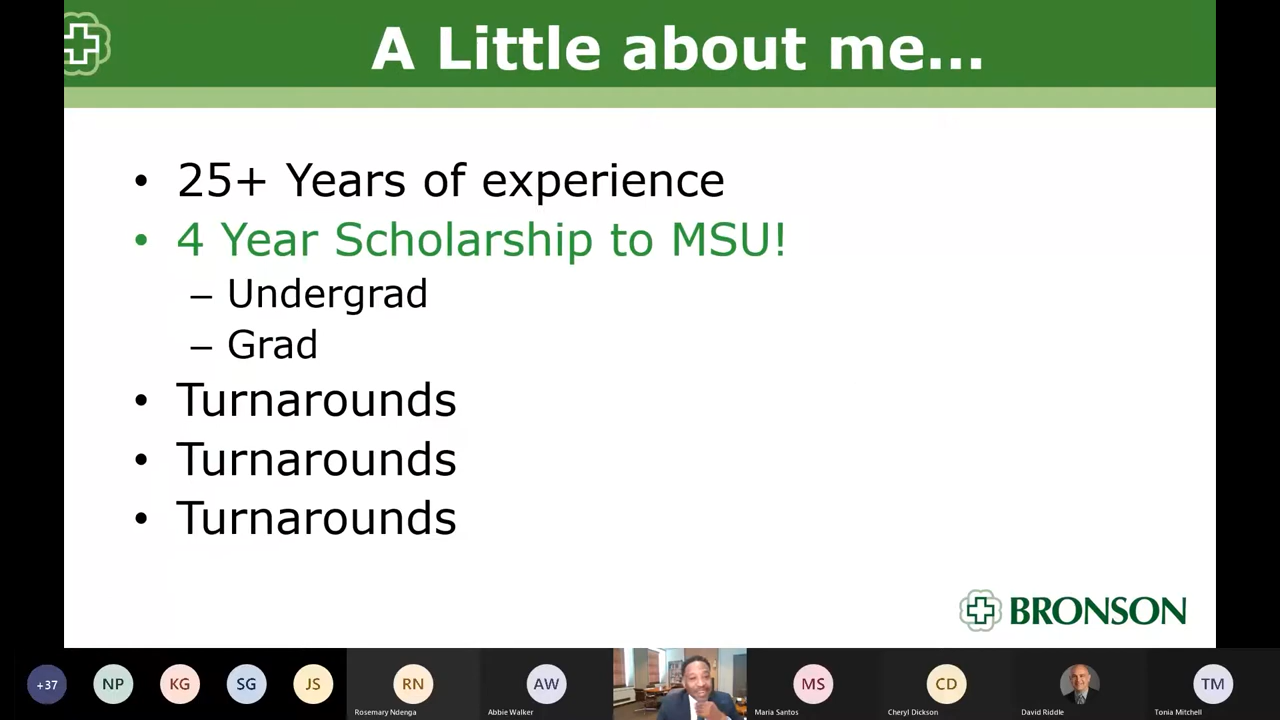 A Little about me...
• 25+ Years of experience
• 4 Year Scholarship to MSU!
– Undergrad
– Grad
• Turnarounds
• Turnarounds
• Turnarounds
BRONSON
+37
NP
KG
SG
JS
RN
AW
MS
CD
TM
Rosemary Ndenga
Abbie Walker
Maria Santos
Cheryl Dickson
David Riddle
Tonia Mitchell